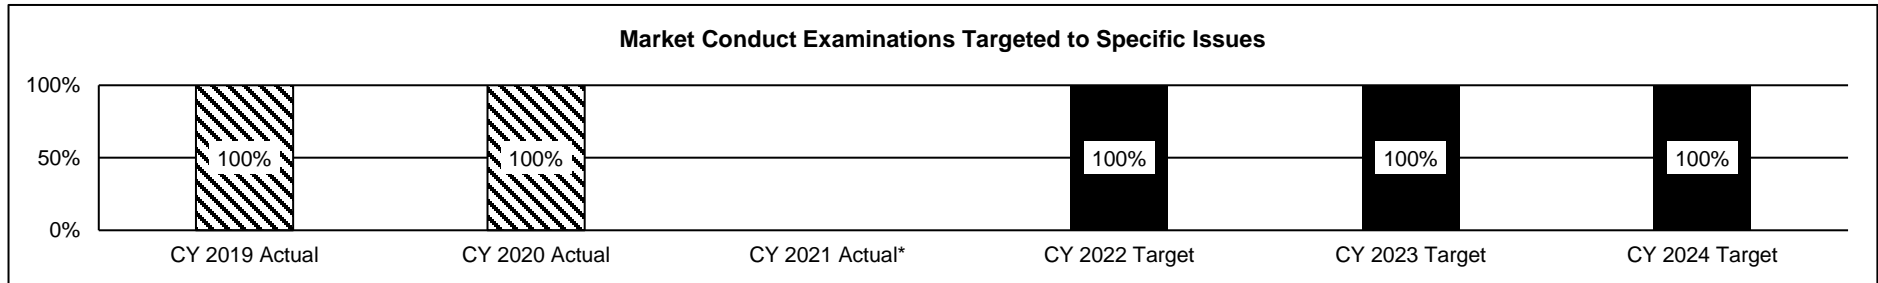 Market Conduct Examinations Targeted to Specific Issues
100%
50%
0%
100%
100%
100%
100%
100%
CY 2019 Actual
CY 2020 Actual
CY 2021 Actual*
CY 2022 Target
CY 2023 Target
CY 2024 Target